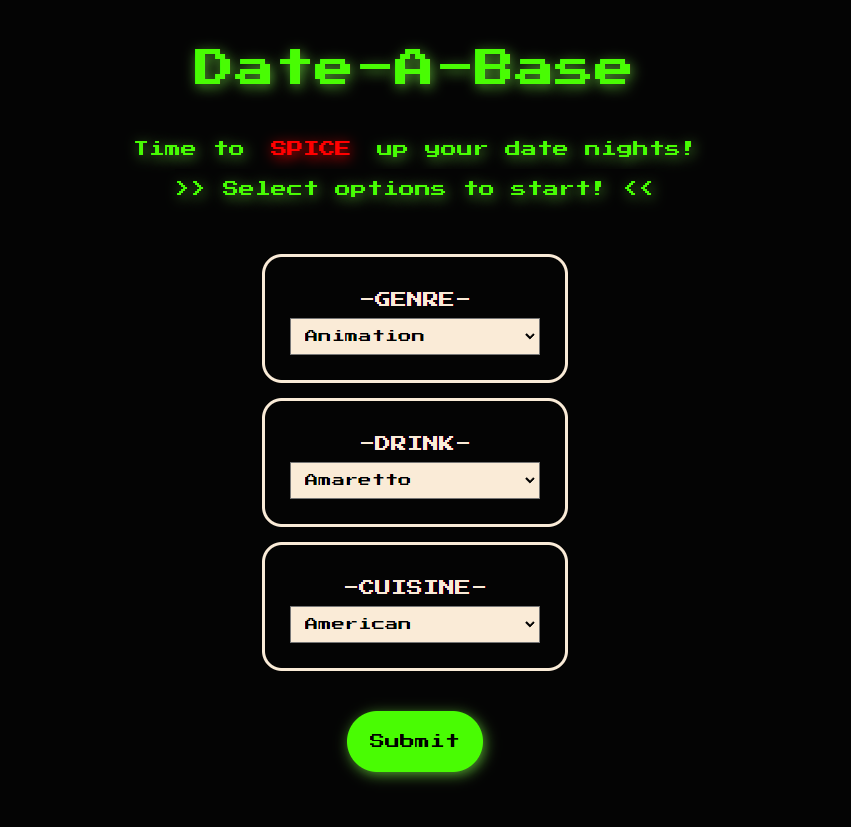 Date-A-Base
Time to SPICE up your date nights!
>> Select options to start! <<
-GENRE-
Animation
-DRINK-
Amaretto
-CUISINE-
American
Submit